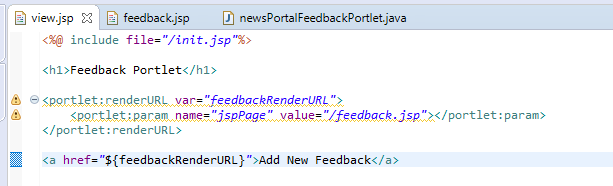 view.jsp feedback.jsp newsPortalFeedbackPortlet.java
<%@ include file="/init.jsp"%>
<h1>Feedback Portlet</h1>
<portlet:renderURL var="feedbackRenderURL">
<portlet:param name="jspPage" value="/feedback.jsp"></portlet:param>
</portlet:renderURL>
<a href="${feedbackRenderURL}">Add New Feedback</a>